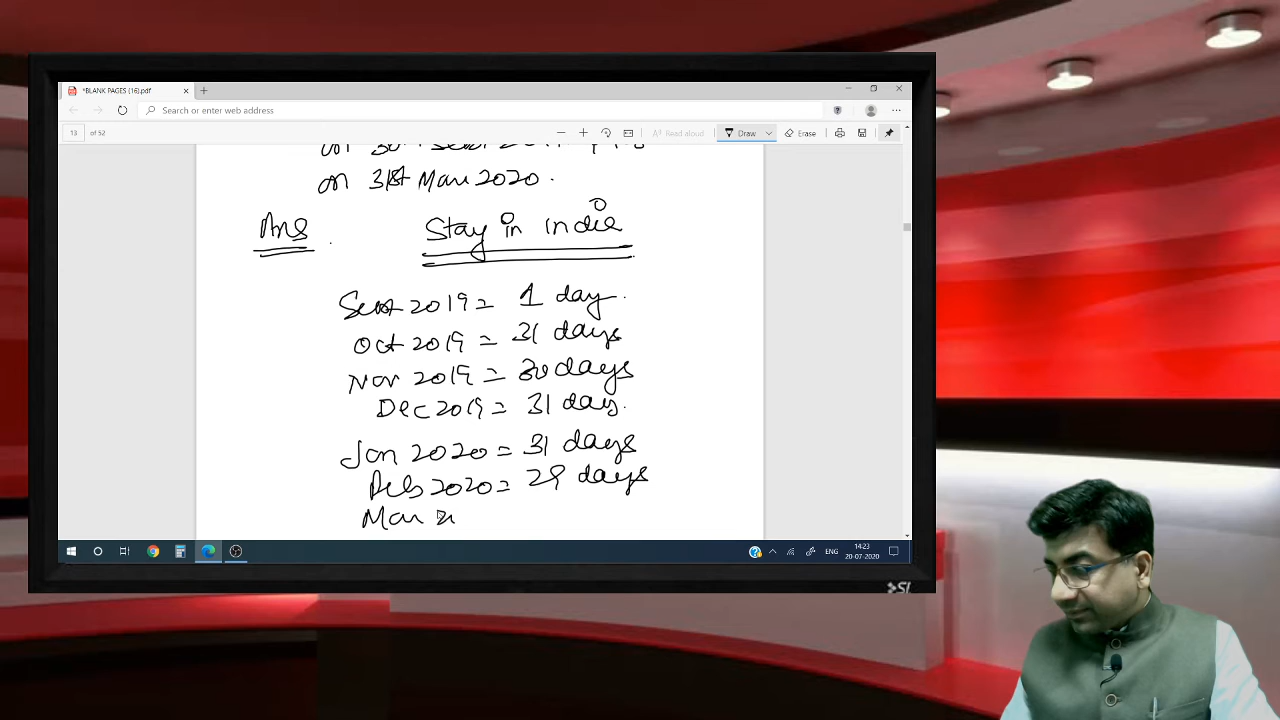 *BLANK PAGES (16).pdf
Search or enter web address
13 of 52 Read aloud Draw Erase
on 31st Mar 2020.
Ans. Stay in India
Sept 2019 = 1 day.
Oct 2019 = 31 days
Nov 2019 = 30 days
Dec 2019 = 31 days.
Jan 2020 = 31 days
Feb 2020 = 29 days
Mar
ENG 14:23
20-07-2020